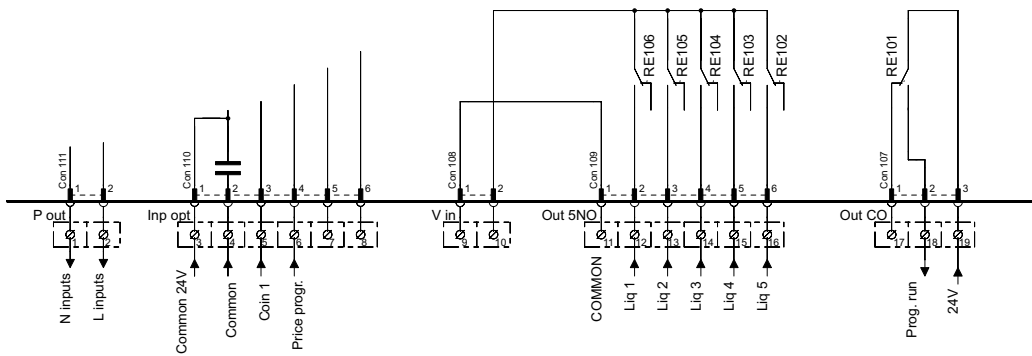 RE106
RE105
RE104
RE103
RE102
RE101
Con 111
Con 110
Con 108
Con 109
Con 107
1 2
1 2 3 4 5 6
1 2
1 2 3 4 5 6
1 2 3
P out
Inp opt
V in
Out 5NO
Out CO
1 2
3 4 5 6 7 8
9 10
11 12 13 14 15 16
17 18 19
N inputs
L inputs
Common 24V
Common
Coin 1
Price progr.
COMMON
Liq 1
Liq 2
Liq 3
Liq 4
Liq 5
Prog. run
24V